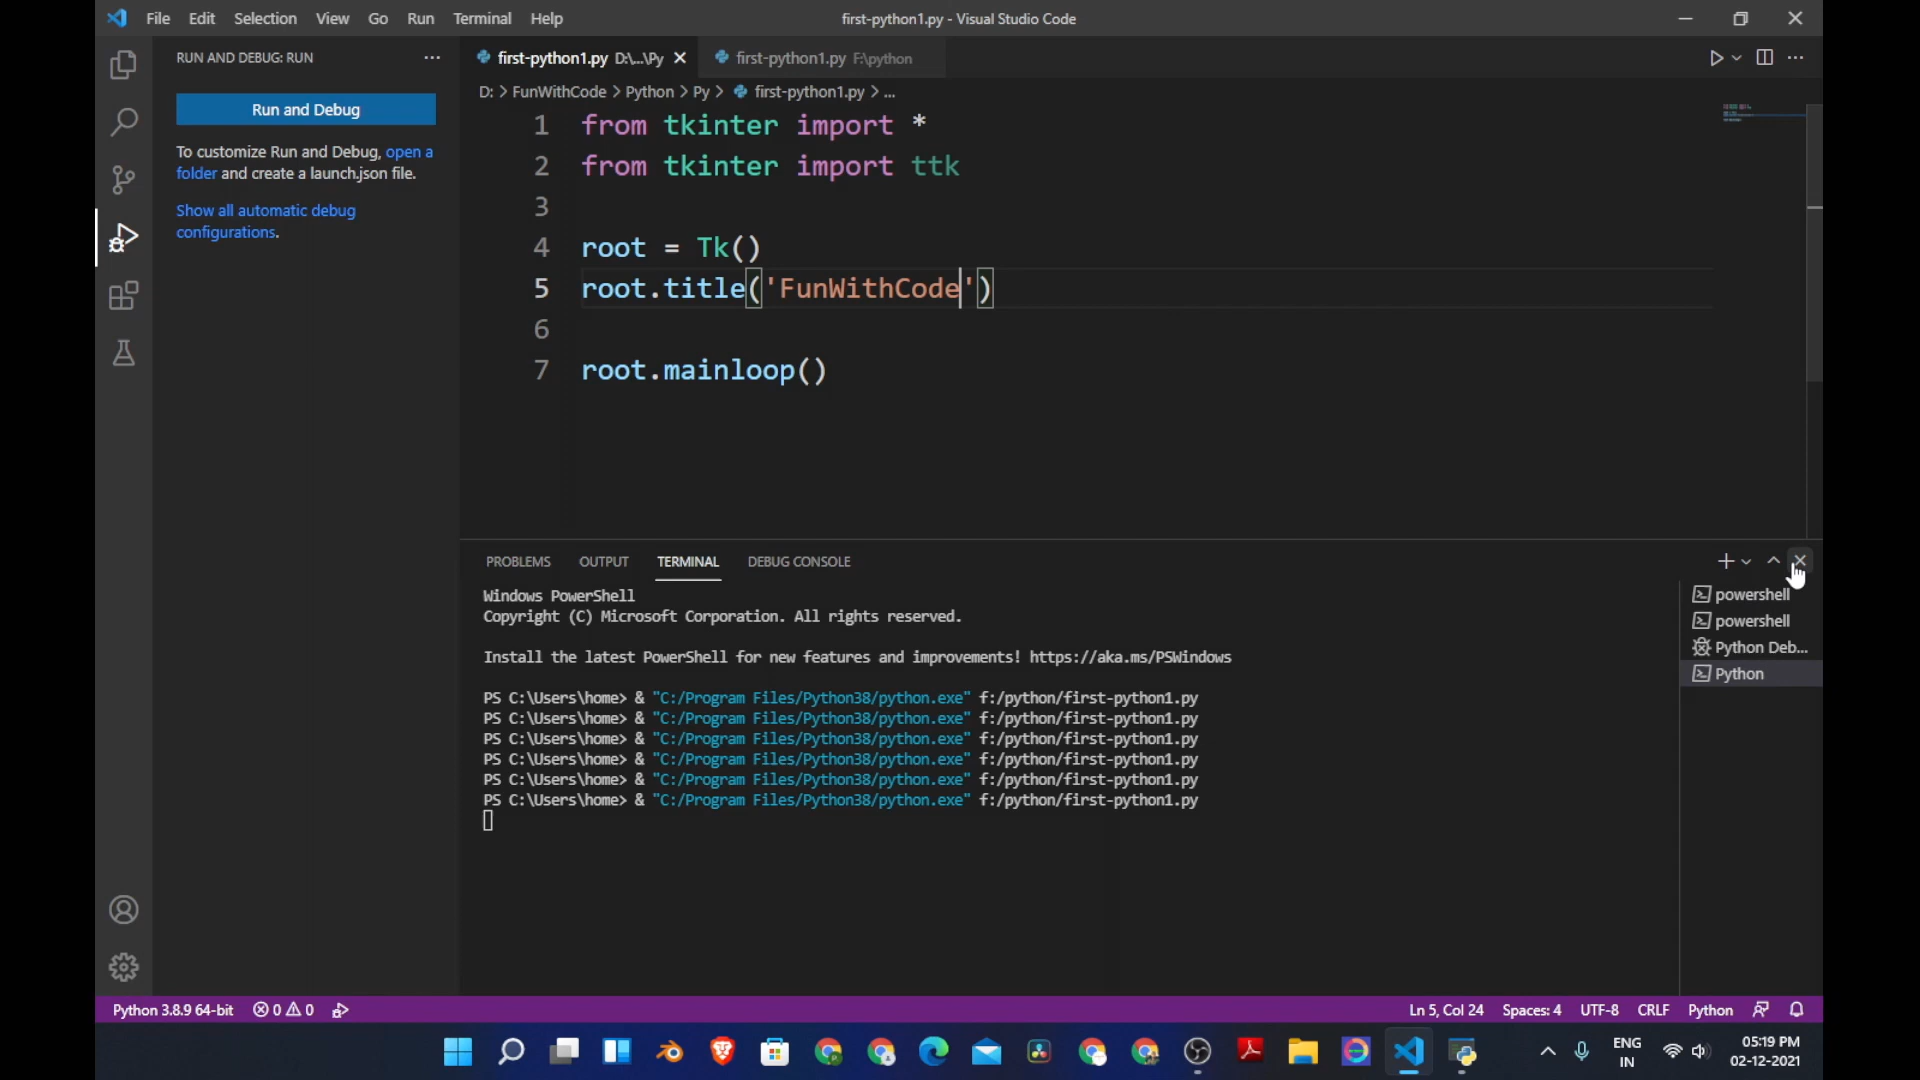 File Edit Selection View Go Run Terminal Help
first-python1.py - Visual Studio Code
RUN AND DEBUG: RUN
first-python1.py D:\...\Py
first-python1.py F:\python
D: > FunWithCode > Python > Py > first-python1.py > ...
Run and Debug
To customize Run and Debug, open a
folder and create a launch.json file.
Show all automatic debug
configurations.
1 from tkinter import *
2 from tkinter import ttk
3
4 root = Tk()
5 root.title('FunWithCode')
6
7 root.mainloop()
PROBLEMS OUTPUT TERMINAL DEBUG CONSOLE
Windows PowerShell
Copyright (C) Microsoft Corporation. All rights reserved.
Install the latest PowerShell for new features and improvements! https://aka.ms/PSWindows
PS C:\Users\home> & "C:/Program Files/Python38/python.exe" f:/python/first-python1.py
PS C:\Users\home> & "C:/Program Files/Python38/python.exe" f:/python/first-python1.py
PS C:\Users\home> & "C:/Program Files/Python38/python.exe" f:/python/first-python1.py
PS C:\Users\home> & "C:/Program Files/Python38/python.exe" f:/python/first-python1.py
PS C:\Users\home> & "C:/Program Files/Python38/python.exe" f:/python/first-python1.py
PS C:\Users\home> & "C:/Program Files/Python38/python.exe" f:/python/first-python1.py
powershell
powershell
Python Deb...
Python
Python 3.8.9 64-bit 0 0
Ln 5, Col 24 Spaces: 4 UTF-8 CRLF Python
ENG
IN
05:19 PM
02-12-2021